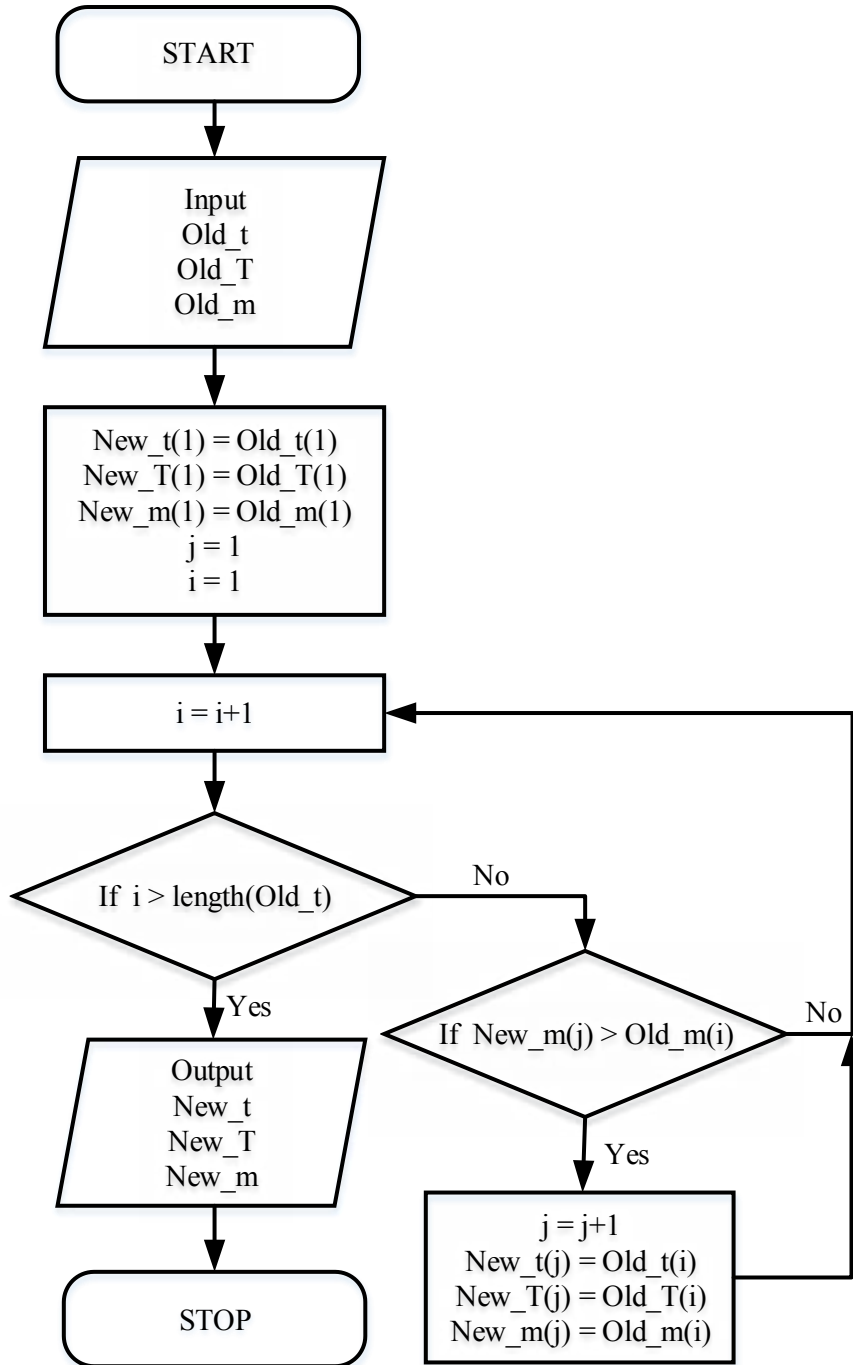 START
Input
Old_t
Old_T
Old_m
New_t(1) = Old_t(1)
New_T(1) = Old_T(1)
New_m(1) = Old_m(1)
j = 1
i = 1
i = i+1
If i > length(Old_t)
No
Yes
If New_m(j) > Old_m(i)
No
Yes
j = j+1
New_t(j) = Old_t(i)
New_T(j) = Old_T(i)
New_m(j) = Old_m(i)
Output
New_t
New_T
New_m
STOP